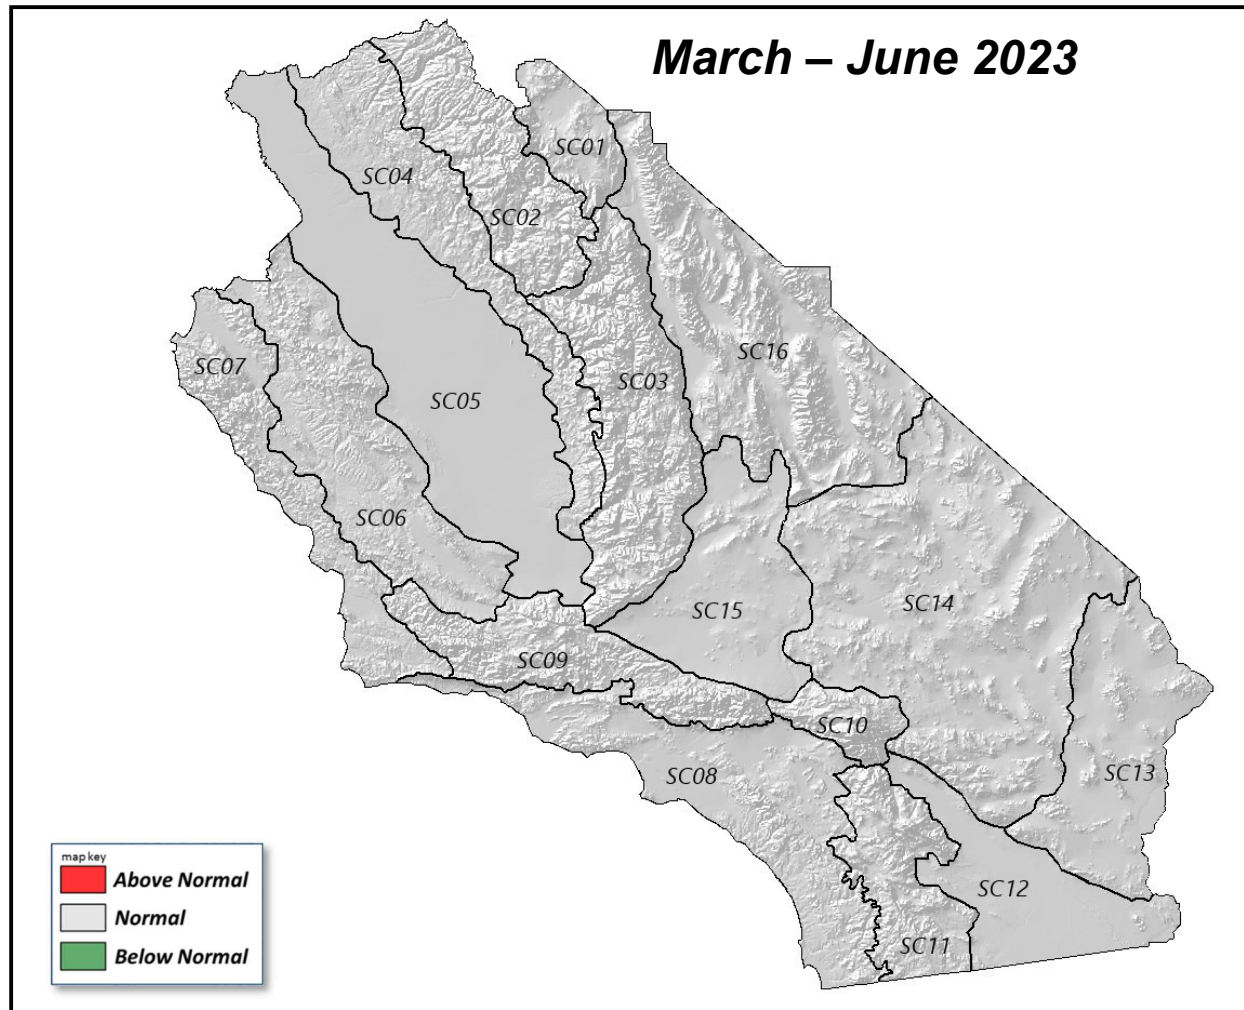 March – June 2023
SC01
SC04
SC02
SC16
SC07
SC03
SC05
SC06
SC14
SC15
SC09
SC10
SC13
SC08
SC12
SC11
map key
Above Normal
Normal
Below Normal